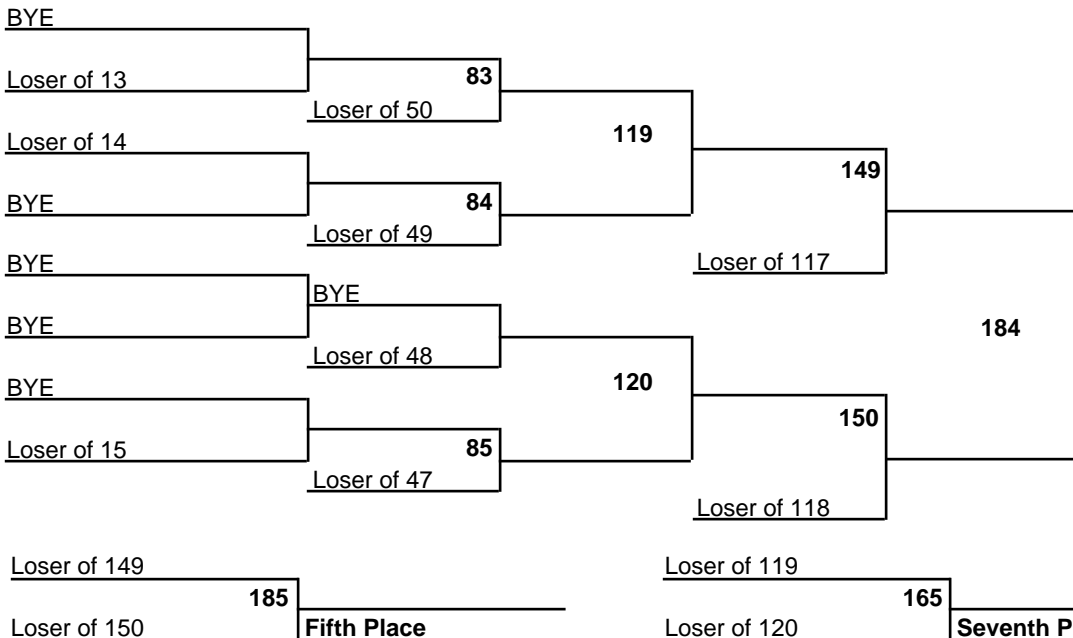 BYE
Loser of 13
83
Loser of 50
119
Loser of 14
149
BYE
84
Loser of 49
Loser of 117
BYE
BYE
184
BYE
Loser of 48
120
BYE
150
Loser of 15
85
Loser of 47
Loser of 118
Loser of 149
Loser of 119
185
165
Loser of 150
Fifth Place
Loser of 120
Seventh P